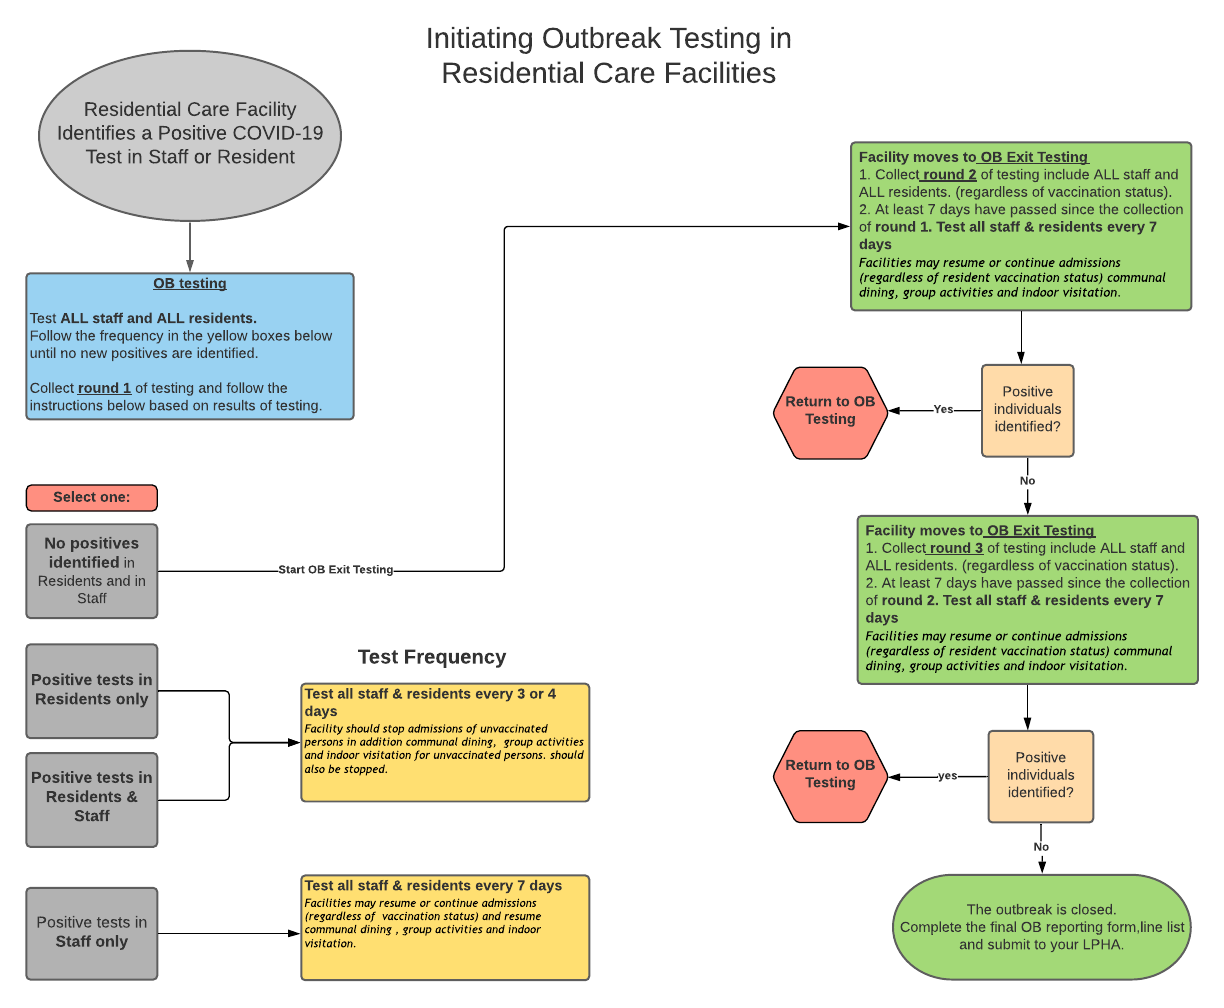 Initiating Outbreak Testing in
Residential Care Facilities
Residential Care Facility
Identifies a Positive COVID-19
Test in Staff or Resident
OB testing
Test ALL staff and ALL residents.
Follow the frequency in the yellow boxes below
until no new positives are identified.
Collect round 1 of testing and follow the
instructions below based on results of testing.
Select one:
No positives
identified in
Residents and in
Staff
Start OB Exit Testing
Positive tests in
Residents only
Positive tests in
Residents &
Staff
Positive tests in
Staff only
Test Frequency
Test all staff & residents every 3 or 4
days
Facility should stop admissions of unvaccinated
persons in addition communal dining,  group activities
and indoor visitation for unvaccinated persons. should
also be stopped.
Test all staff & residents every 7 days
Facilities may resume or continue admissions
(regardless of  vaccination status) and resume
communal dining , group activities and indoor
visitation.
Facility moves to OB Exit Testing
1. Collect round 2 of testing include ALL staff and
ALL residents. (regardless of vaccination status).
2. At least 7 days have passed since the collection
of round 1. Test all staff & residents every 7
days
Facilities may resume or continue admissions
(regardless of resident vaccination status) communal
dining, group activities and indoor visitation.
Positive
individuals
identified?
Yes
Return to OB
Testing
No
Facility moves to OB Exit Testing
1. Collect round 3 of testing include ALL staff and
ALL residents. (regardless of vaccination status).
2. At least 7 days have passed since the collection
of round 2. Test all staff & residents every 7
days
Facilities may resume or continue admissions
(regardless of resident vaccination status) communal
dining, group activities and indoor visitation.
Positive
individuals
identified?
yes
Return to OB
Testing
No
The outbreak is closed.
Complete the final OB reporting form,line list
and submit to your LPHA.